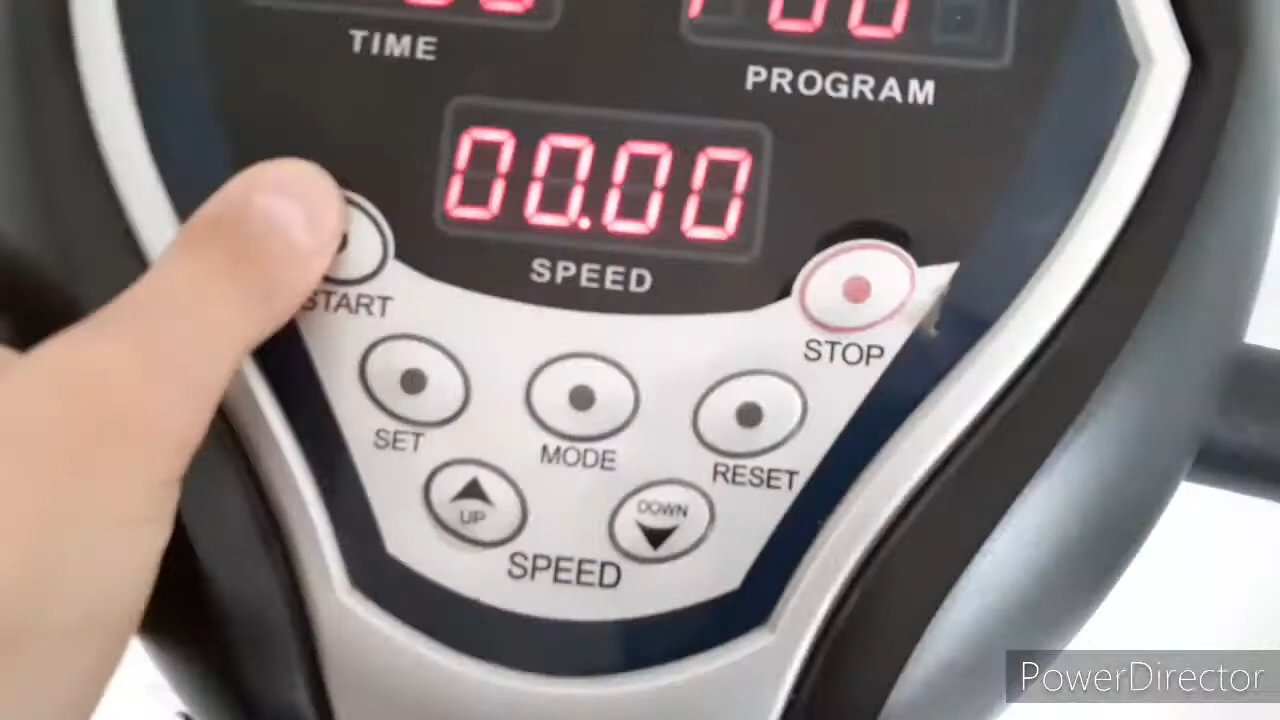 TIME
PROGRAM
00.00
SPEED
START
STOP
SET
MODE
RESET
UP
DOWN
SPEED
PowerDirector